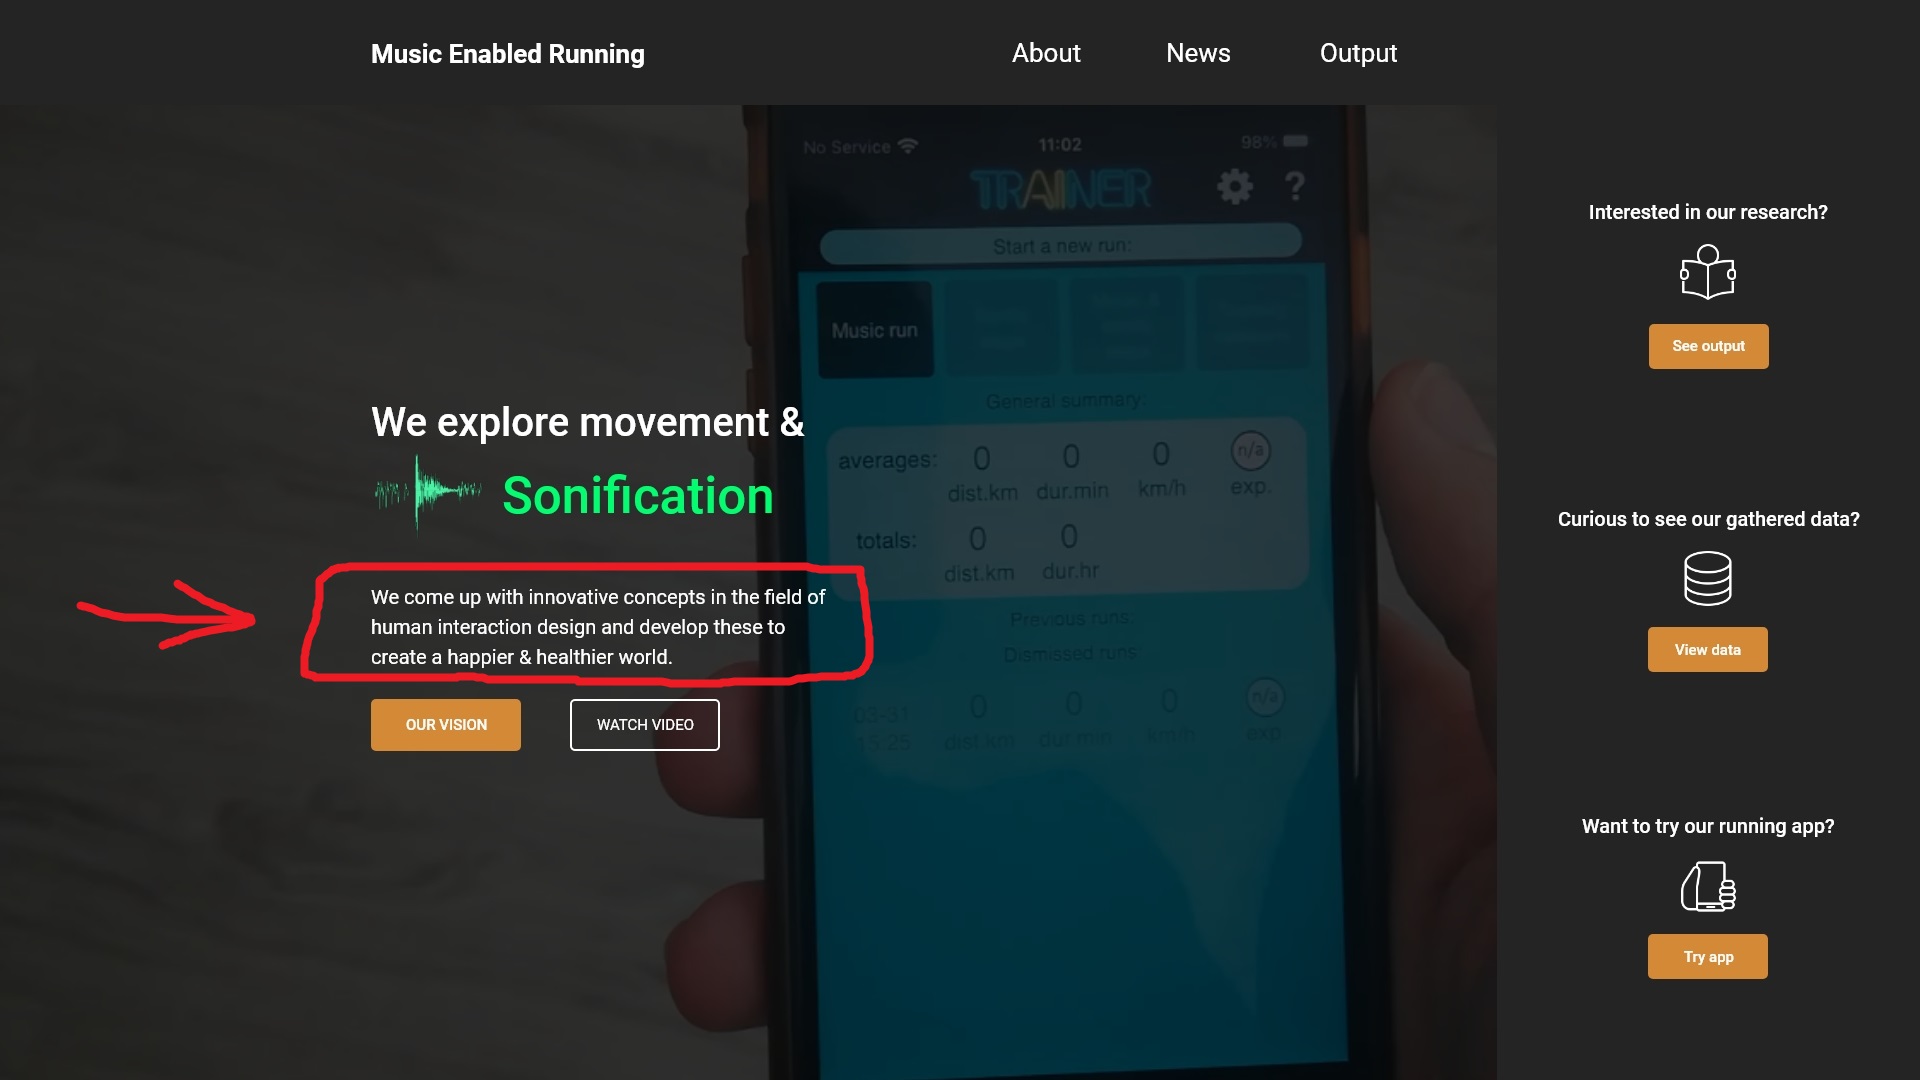 Music Enabled Running
About
News
Output
No Service
11:02
98%
TRAINER
?
Start a new run:
Music run
General summary:
averages:
0
0
0
n/a
dist.km
dur.min
km/h
exp.
totals:
0
0
dist.km
dur.hr
Previous runs:
Dismissed runs:
03-31
15:25
0
0
0
n/a
dist.km
dur.min
km/h
exp.
We explore movement &
Sonification
We come up with innovative concepts in the field of
human interaction design and develop these to
create a happier & healthier world.
OUR VISION
WATCH VIDEO
Interested in our research?
See output
Curious to see our gathered data?
View data
Want to try our running app?
Try app